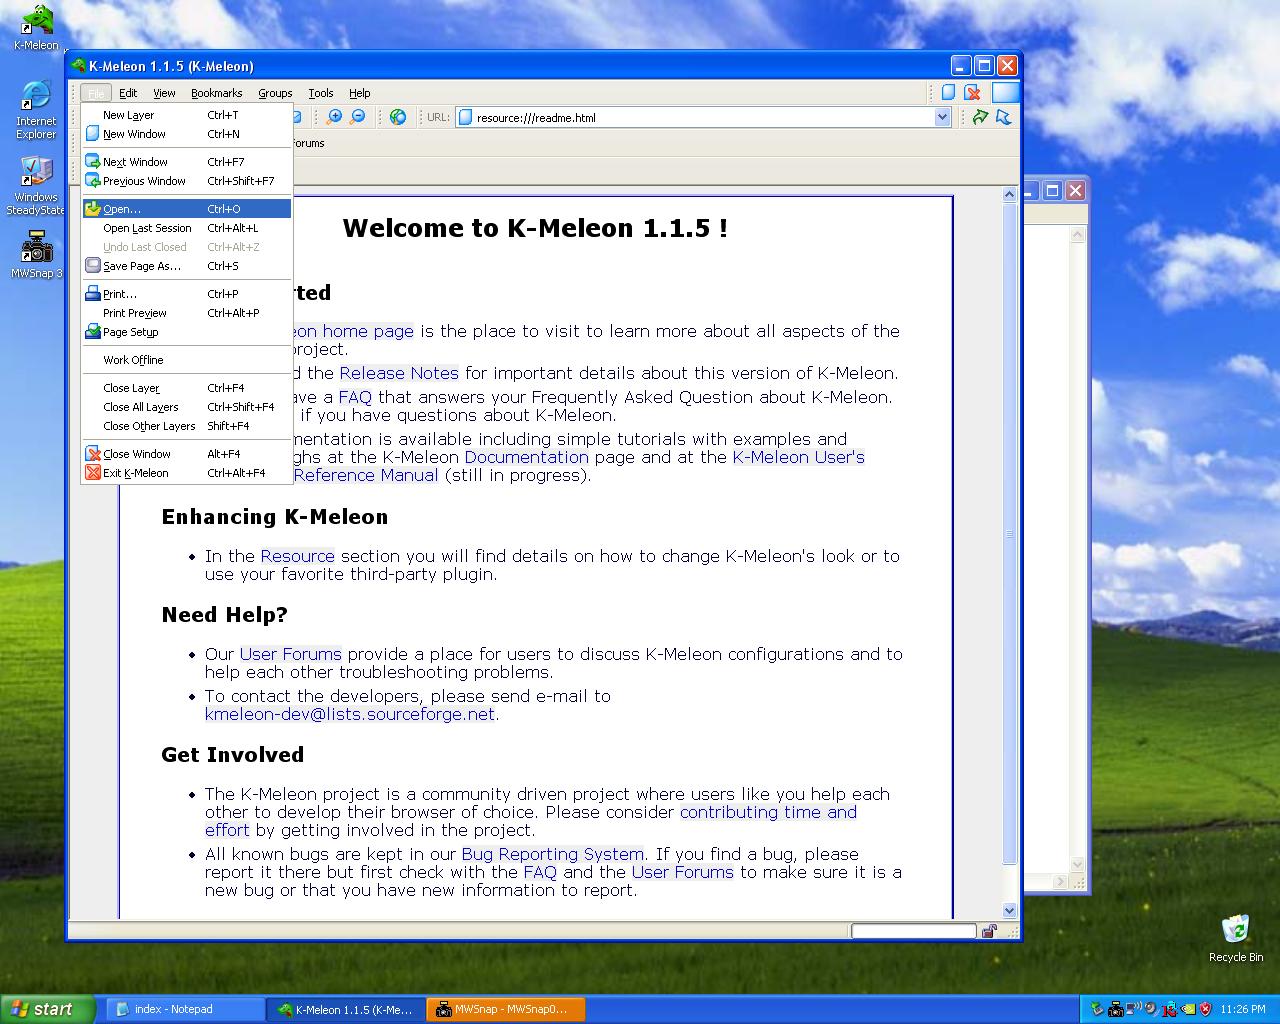 K-Meleon
Internet
Explorer
Windows
SteadyState
MWSnap 3
K-Meleon 1.1.5 (K-Meleon)
File Edit View Bookmarks Groups Tools Help
URL: resource:///readme.html
orums
New Layer Ctrl+T
New Window Ctrl+N
Next Window Ctrl+F7
Previous Window Ctrl+Shift+F7
Open... Ctrl+O
Open Last Session Ctrl+Alt+L
Undo Last Closed Ctrl+Alt+Z
Save Page As... Ctrl+S
Print... Ctrl+P
Print Preview Ctrl+Alt+P
Page Setup
Work Offline
Close Layer Ctrl+F4
Close All Layers Ctrl+Shift+F4
Close Other Layers Shift+F4
Close Window Alt+F4
Exit K-Meleon Ctrl+Alt+F4
Welcome to K-Meleon 1.1.5 !
rted
eon home page is the place to visit to learn more about all aspects of the
project.
d the Release Notes for important details about this version of K-Meleon.
ave a FAQ that answers your Frequently Asked Question about K-Meleon.
if you have questions about K-Meleon.
mentation is available including simple tutorials with examples and
ghs at the K-Meleon Documentation page and at the K-Meleon User's
Reference Manual (still in progress).
Enhancing K-Meleon
• In the Resource section you will find details on how to change K-Meleon's look or to
use your favorite third-party plugin.
Need Help?
• Our User Forums provide a place for users to discuss K-Meleon configurations and to
help each other troubleshooting problems.
• To contact the developers, please send e-mail to
kmeleon-dev@lists.sourceforge.net.
Get Involved
• The K-Meleon project is a community driven project where users like you help each
other to develop their browser of choice. Please consider contributing time and
effort by getting involved in the project.
• All known bugs are kept in our Bug Reporting System. If you find a bug, please
report it there but first check with the FAQ and the User Forums to make sure it is a
new bug or that you have new information to report.
Recycle Bin
start
index - Notepad
K-Meleon 1.1.5 (K-Me...
MWSnap - MWSnap0...
11:26 PM